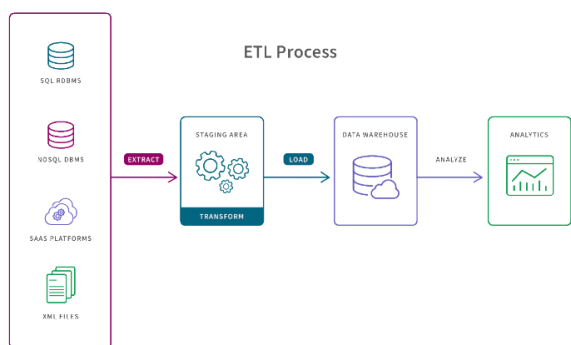 ETL Process
SQL RDBMS
NOSQL DBMS
SAAS PLATFORMS
XML FILES
EXTRACT
STAGING AREA
TRANSFORM
LOAD
DATA WAREHOUSE
ANALYZE
ANALYTICS